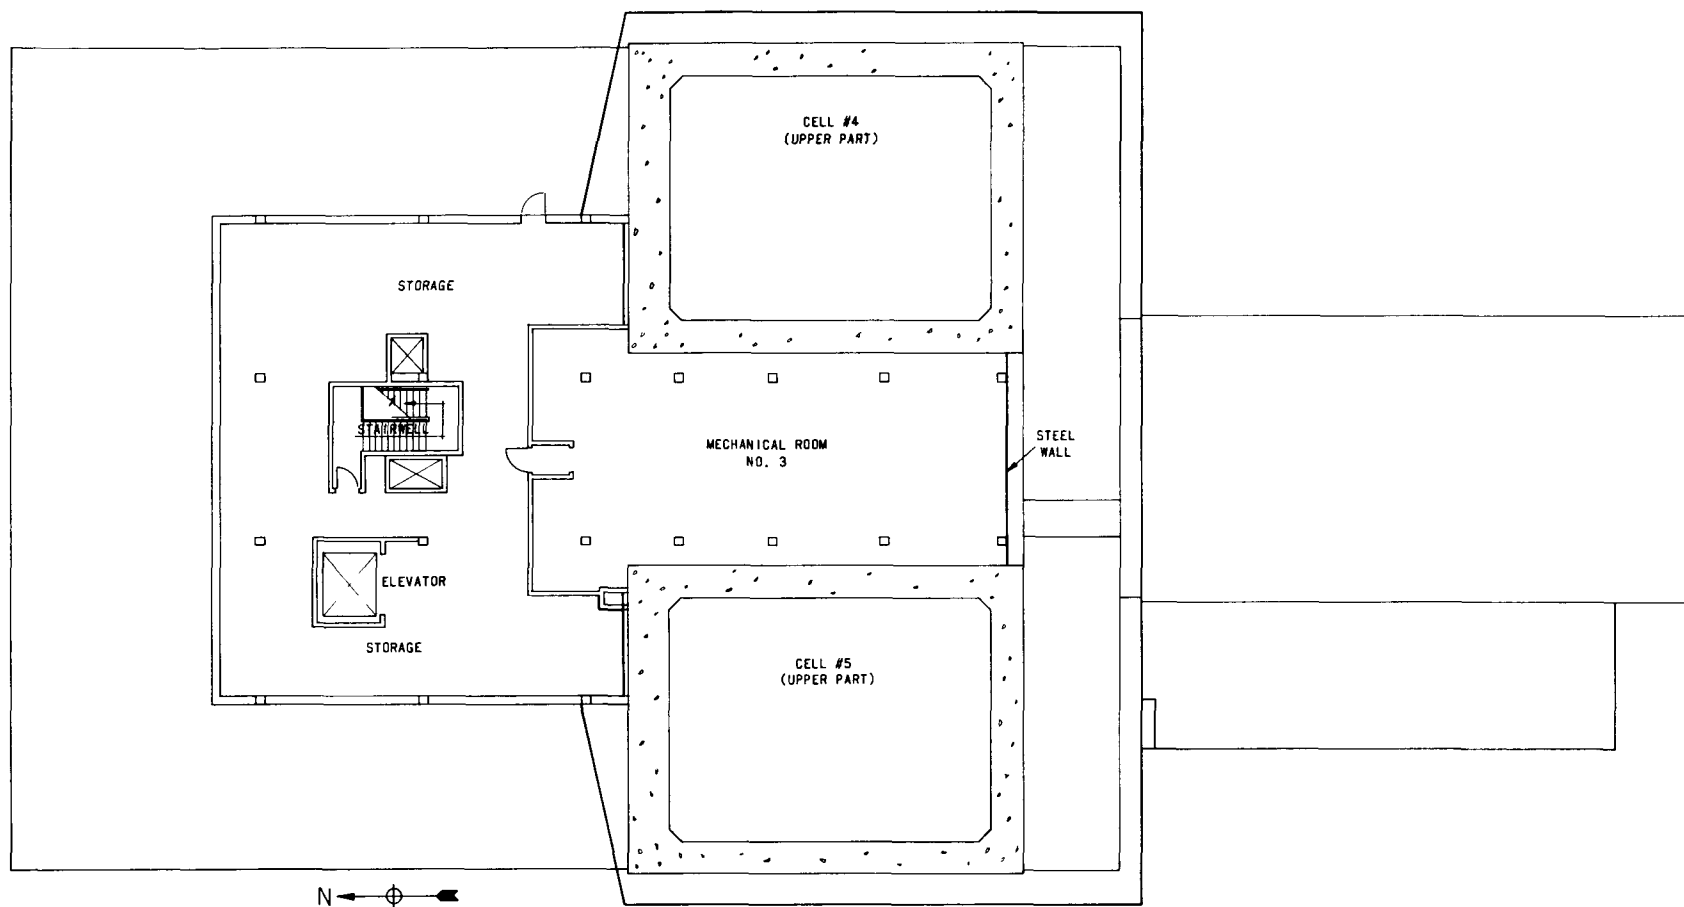 CELL #4
(UPPER PART)
STORAGE
STAIRWELL
MECHANICAL ROOM
NO. 3
STEEL
WALL
ELEVATOR
STORAGE
CELL #5
(UPPER PART)
N